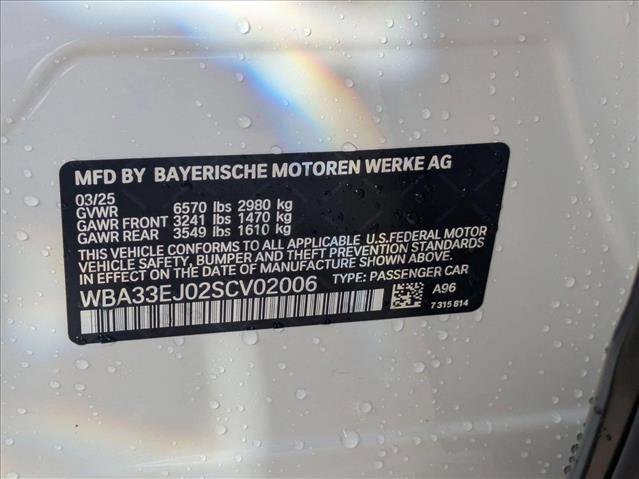 MFD BY BAYERISCHE MOTOREN WERKE AG
03/25
GVWR 6570 lbs 2980 kg
GAWR FRONT 3241 lbs 1470 kg
GAWR REAR 3549 lbs 1610 kg
THIS VEHICLE CONFORMS TO ALL APPLICABLE U.S.FEDERAL MOTOR
VEHICLE SAFETY, BUMPER AND THEFT PREVENTION STANDARDS
IN EFFECT ON THE DATE OF MANUFACTURE SHOWN ABOVE.
WBA33EJ02SCV02006 TYPE: PASSENGER CAR
A96
7 315 814